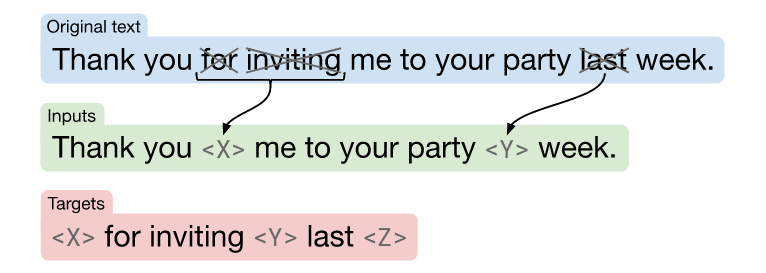 Original text
Thank you for inviting me to your party last week.
Inputs
Thank you <X> me to your party <Y> week.
Targets
<X> for inviting <Y> last <Z>